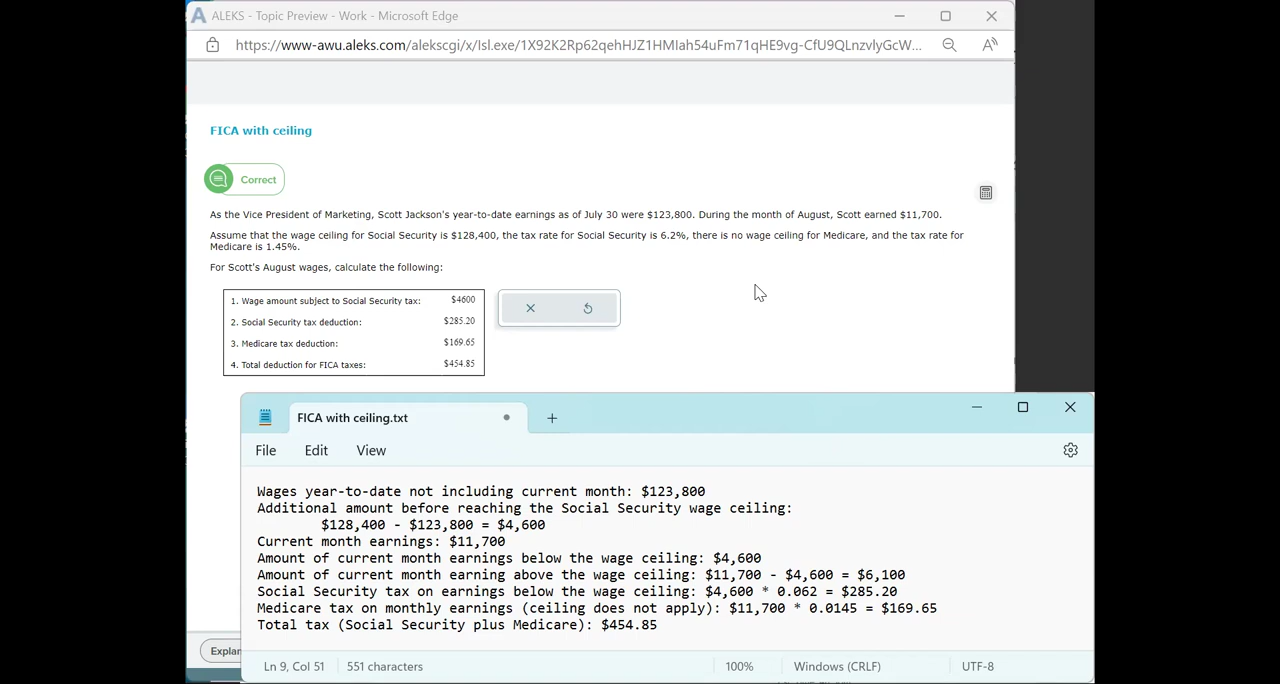 ALEKS - Topic Preview - Work - Microsoft Edge
https://www-awu.aleks.com/alekscgi/x/Isl.exe/1X92K2Rp62qehHJZ1HMIah54uFm71qHE9vg-CfU9QLnzvlyGcW...
FICA with ceiling
Correct
As the Vice President of Marketing, Scott Jackson's year-to-date earnings as of July 30 were $123,800. During the month of August, Scott earned $11,700.
Assume that the wage ceiling for Social Security is $128,400, the tax rate for Social Security is 6.2%, there is no wage ceiling for Medicare, and the tax rate for
Medicare is 1.45%.
For Scott's August wages, calculate the following:
1. Wage amount subject to Social Security tax: $4600
2. Social Security tax deduction: $285.20
3. Medicare tax deduction: $169.65
4. Total deduction for FICA taxes: $454.85
FICA with ceiling.txt
File Edit View
Wages year-to-date not including current month: $123,800
Additional amount before reaching the Social Security wage ceiling:
$128,400 - $123,800 = $4,600
Current month earnings: $11,700
Amount of current month earnings below the wage ceiling: $4,600
Amount of current month earning above the wage ceiling: $11,700 - $4,600 = $6,100
Social Security tax on earnings below the wage ceiling: $4,600 * 0.062 = $285.20
Medicare tax on monthly earnings (ceiling does not apply): $11,700 * 0.0145 = $169.65
Total tax (Social Security plus Medicare): $454.85
Explan
Ln 9, Col 51 551 characters 100% Windows (CRLF) UTF-8